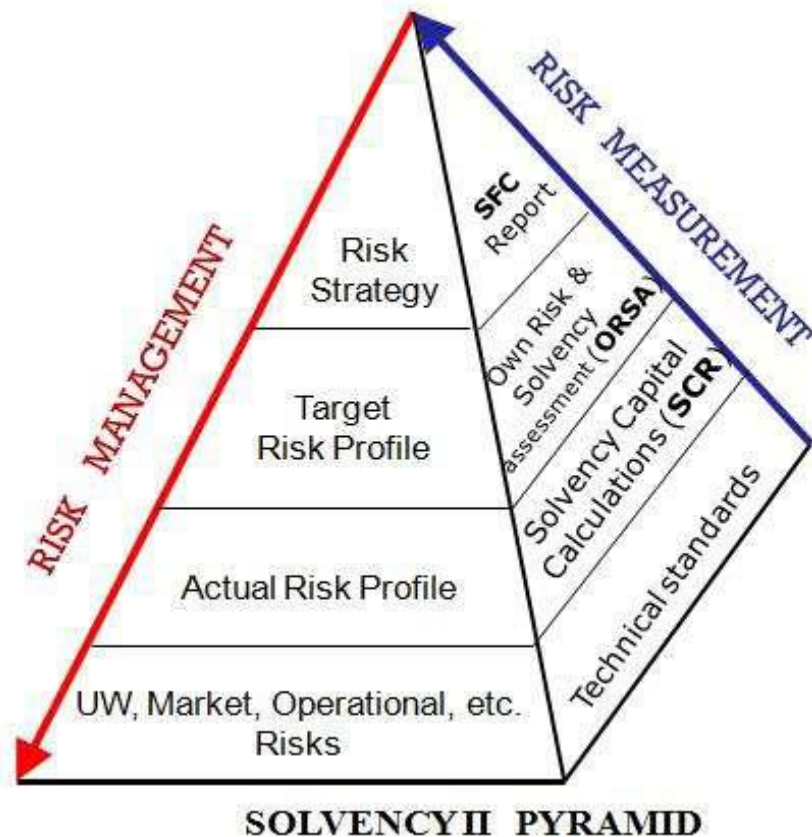 RISK MANAGEMENT
RISK MEASUREMENT
Risk
Strategy
Target
Risk Profile
Actual Risk Profile
UW, Market, Operational, etc.
Risks
SFC
Report
Own Risk &
Solvency
assessment (ORSA)
Solvency Capital
Calculations (SCR)
Technical standards
SOLVENCY II PYRAMID